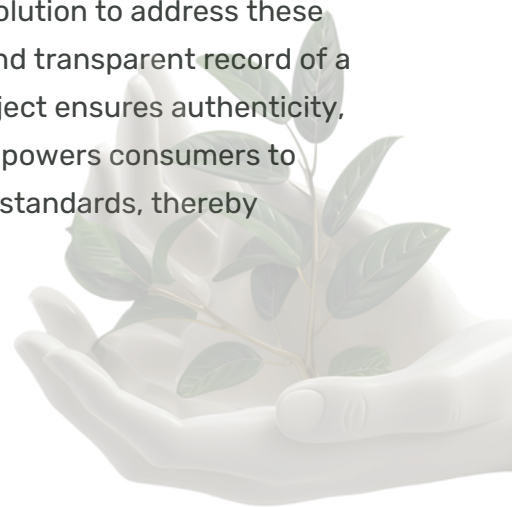 olution to address these
nd transparent record of a
ject ensures authenticity,
powers consumers to
standards, thereby